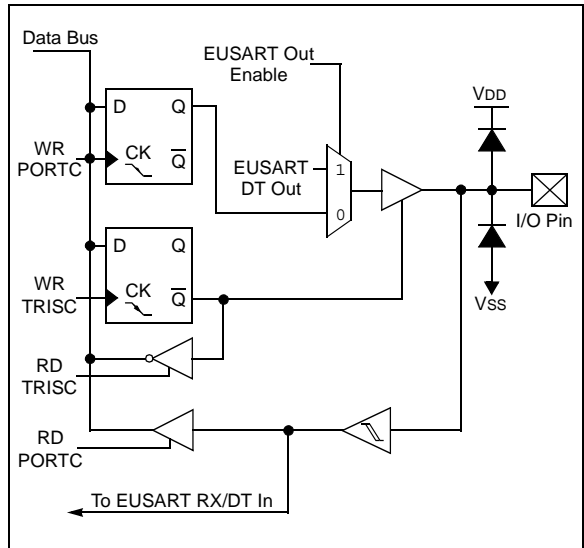 Data Bus
EUSART Out
Enable
VDD
D Q
WR
PORTC
CK
Q
EUSART
DT Out
1
0
I/O Pin
D Q
WR
TRISC
CK
Q
VSS
RD
TRISC
RD
PORTC
To EUSART RX/DT In